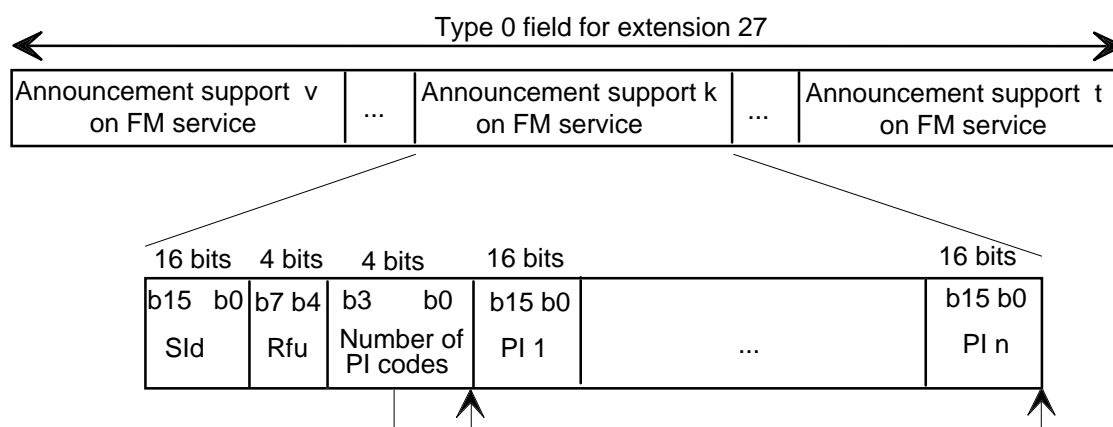 Type 0 field for extension 27
Announcement support v ... Announcement support k ... Announcement support t
on FM service on FM service on FM service
16 bits 4 bits 4 bits 16 bits 16 bits
b15 b0 b7 b4 b3 b0 b15 b0 b15 b0
SId Rfu Number of PI codes PI 1 ... PI n